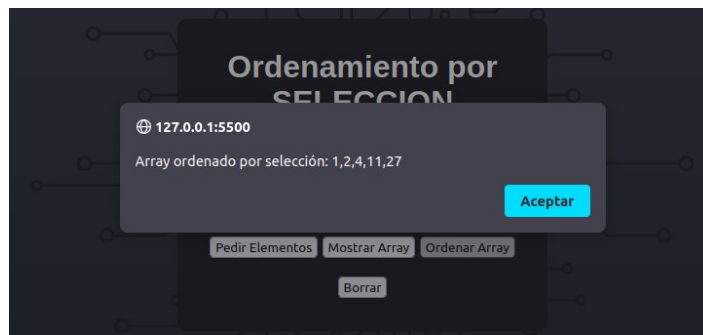 Ordenamiento por
SELECCION
127.0.0.1:5500
Array ordenado por selección: 1,2,4,11,27
Aceptar
Pedir Elementos Mostrar Array Ordenar Array
Borrar